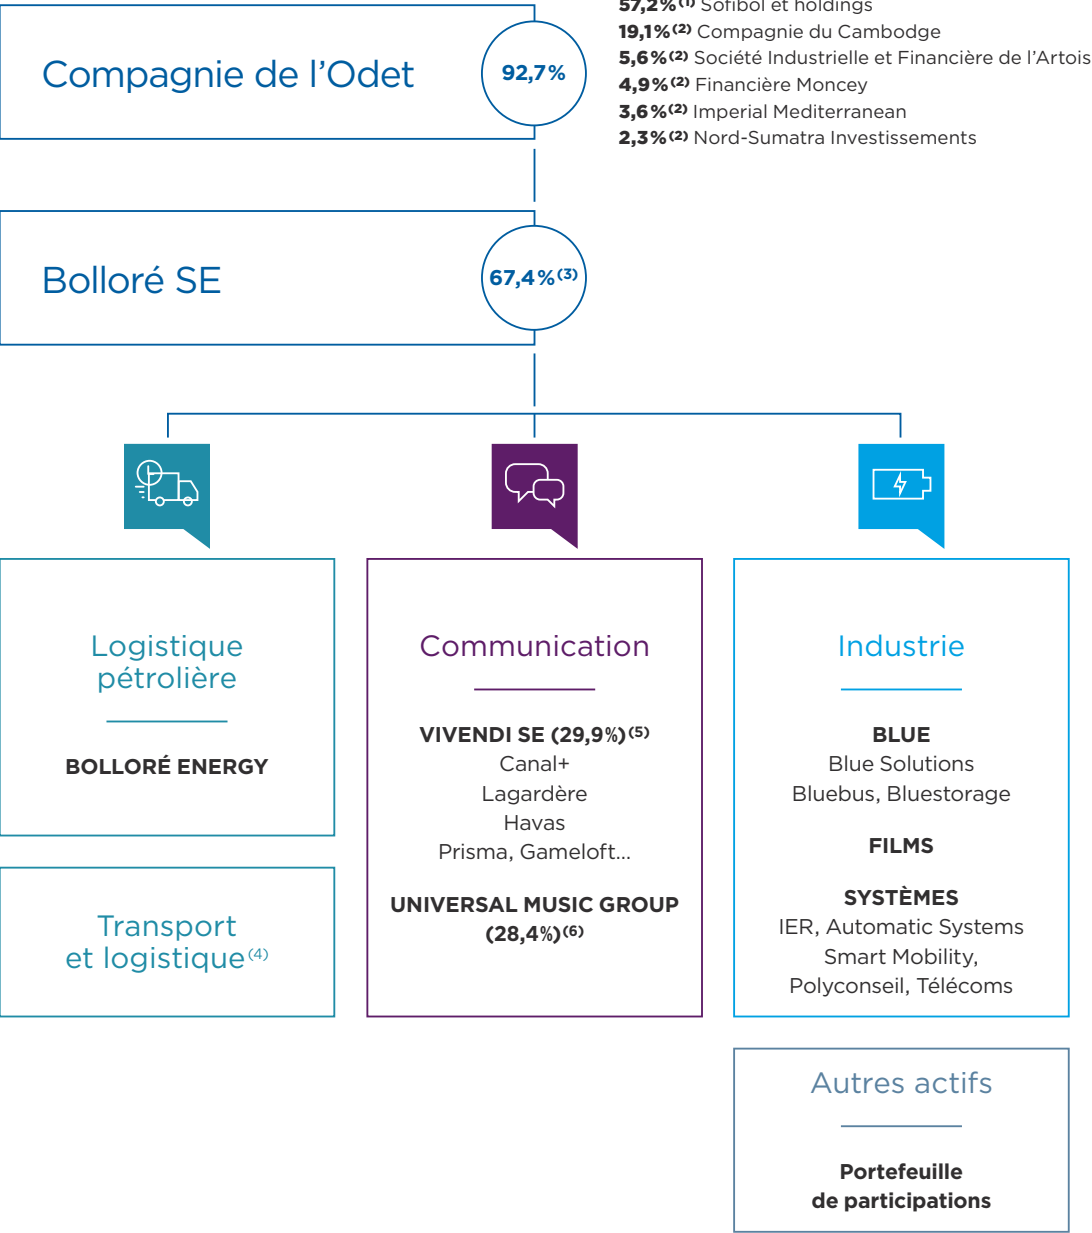 57,2%(1) Sofibol et holdings
19,1%(2) Compagnie du Cambodge
5,6%(2) Société Industrielle et Financière de l’Artois
4,9%(2) Financière Moncey
3,6%(2) Imperial Mediterranean
2,3%(2) Nord-Sumatra Investissements
Compagnie de l’Odet
92,7%
Bolloré SE
67,4%(3)
Logistique
pétrolière
BOLLORÉ ENERGY
Transport
et logistique(4)
Communication
VIVENDI SE (29,9%)(5)
Canal+
Lagardère
Havas
Prisma, Gameloft...
UNIVERSAL MUSIC GROUP
(28,4%)(6)
Industrie
BLUE
Blue Solutions
Bluebus, Bluestorage
FILMS
SYSTÈMES
IER, Automatic Systems
Smart Mobility,
Polyconseil, Télécoms
Autres actifs
Portefeuille
de participations